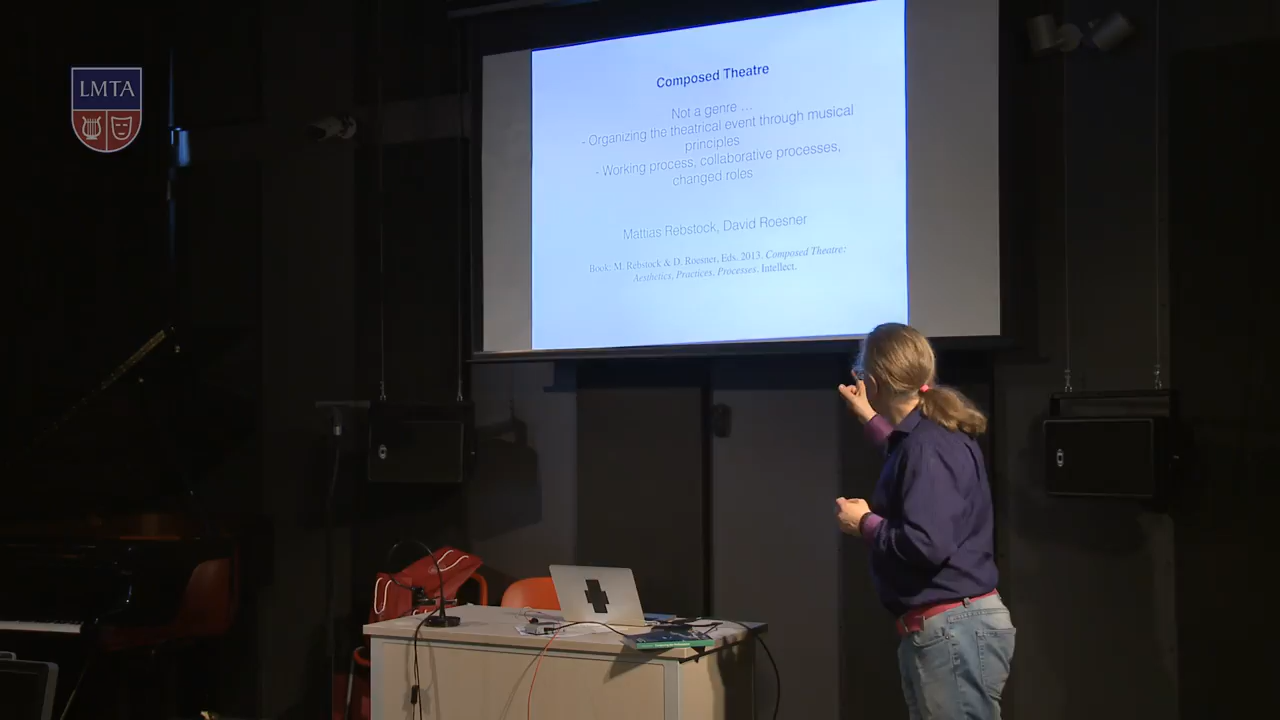 LMTA
Composed Theatre
Not a genre ...
- Organizing the theatrical event through musical
principles
- Working process, collaborative processes,
changed roles
Mattias Rebstock, David Roesner
Book: M. Rebstock & D. Roesner, Eds. 2013. Composed Theatre:
Aesthetics, Practices, Processes. Intellect.